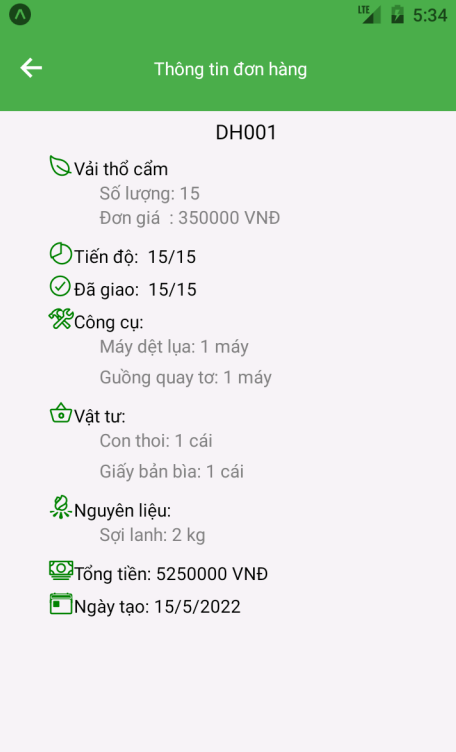 LTE 5:34
Thông tin đơn hàng
DH001
Vải thổ cẩm
Số lượng: 15
Đơn giá : 350000 VNĐ
Tiến độ: 15/15
Đã giao: 15/15
Công cụ:
Máy dệt lụa: 1 máy
Guồng quay tơ: 1 máy
Vật tư:
Con thoi: 1 cái
Giấy bản bìa: 1 cái
Nguyên liệu:
Sợi lanh: 2 kg
Tổng tiền: 5250000 VNĐ
Ngày tạo: 15/5/2022